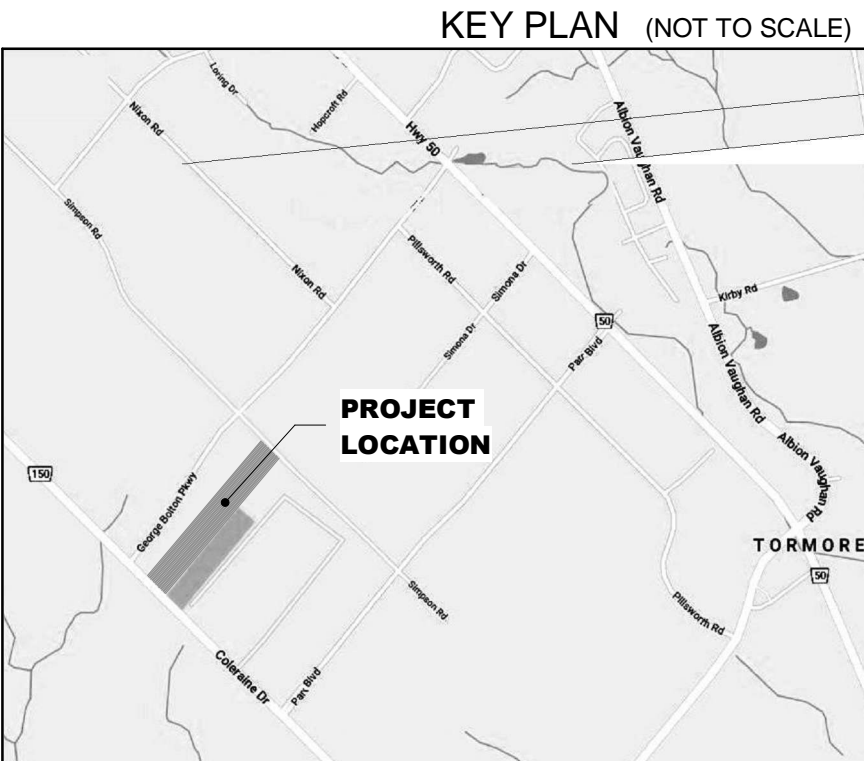 KEY PLAN (NOT TO SCALE)
Loring Dr
Hopcroft Rd
Nixon Rd
Hwy 50
Albion Vaughan Rd
Simpson Rd
Pillsworth Rd
Simona Dr
Nixon Rd
Kirby Rd
50
Simona Dr
Parr Blvd
Albion Vaughan Rd
PROJECT
LOCATION
Albion Vaughan Rd
150
George Bolton Pkwy
TORMORE
50
Simpson Rd
Pillsworth Rd
Coleraine Dr
Parr Blvd